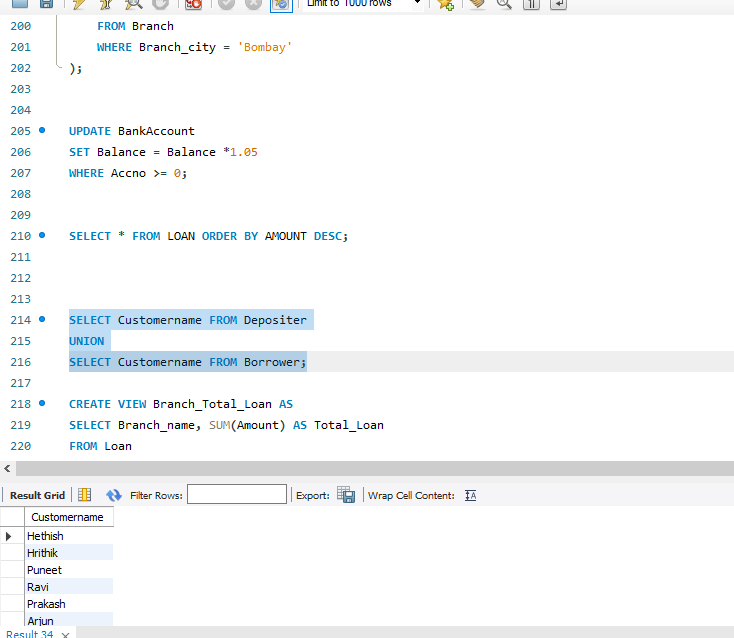 Limit to 1000 rows
200 FROM Branch
201 WHERE Branch_city = 'Bombay'
202 );
203
204
205 UPDATE BankAccount
206 SET Balance = Balance *1.05
207 WHERE Accno >= 0;
208
209
210 SELECT * FROM LOAN ORDER BY AMOUNT DESC;
211
212
213
214 SELECT Customername FROM Depositer
215 UNION
216 SELECT Customername FROM Borrower;
217
218 CREATE VIEW Branch_Total_Loan AS
219 SELECT Branch_name, SUM(Amount) AS Total_Loan
220 FROM Loan
Result Grid Filter Rows: Export: Wrap Cell Content:
Customername
Hethish
Hrithik
Puneet
Ravi
Prakash
Arjun
Result 34